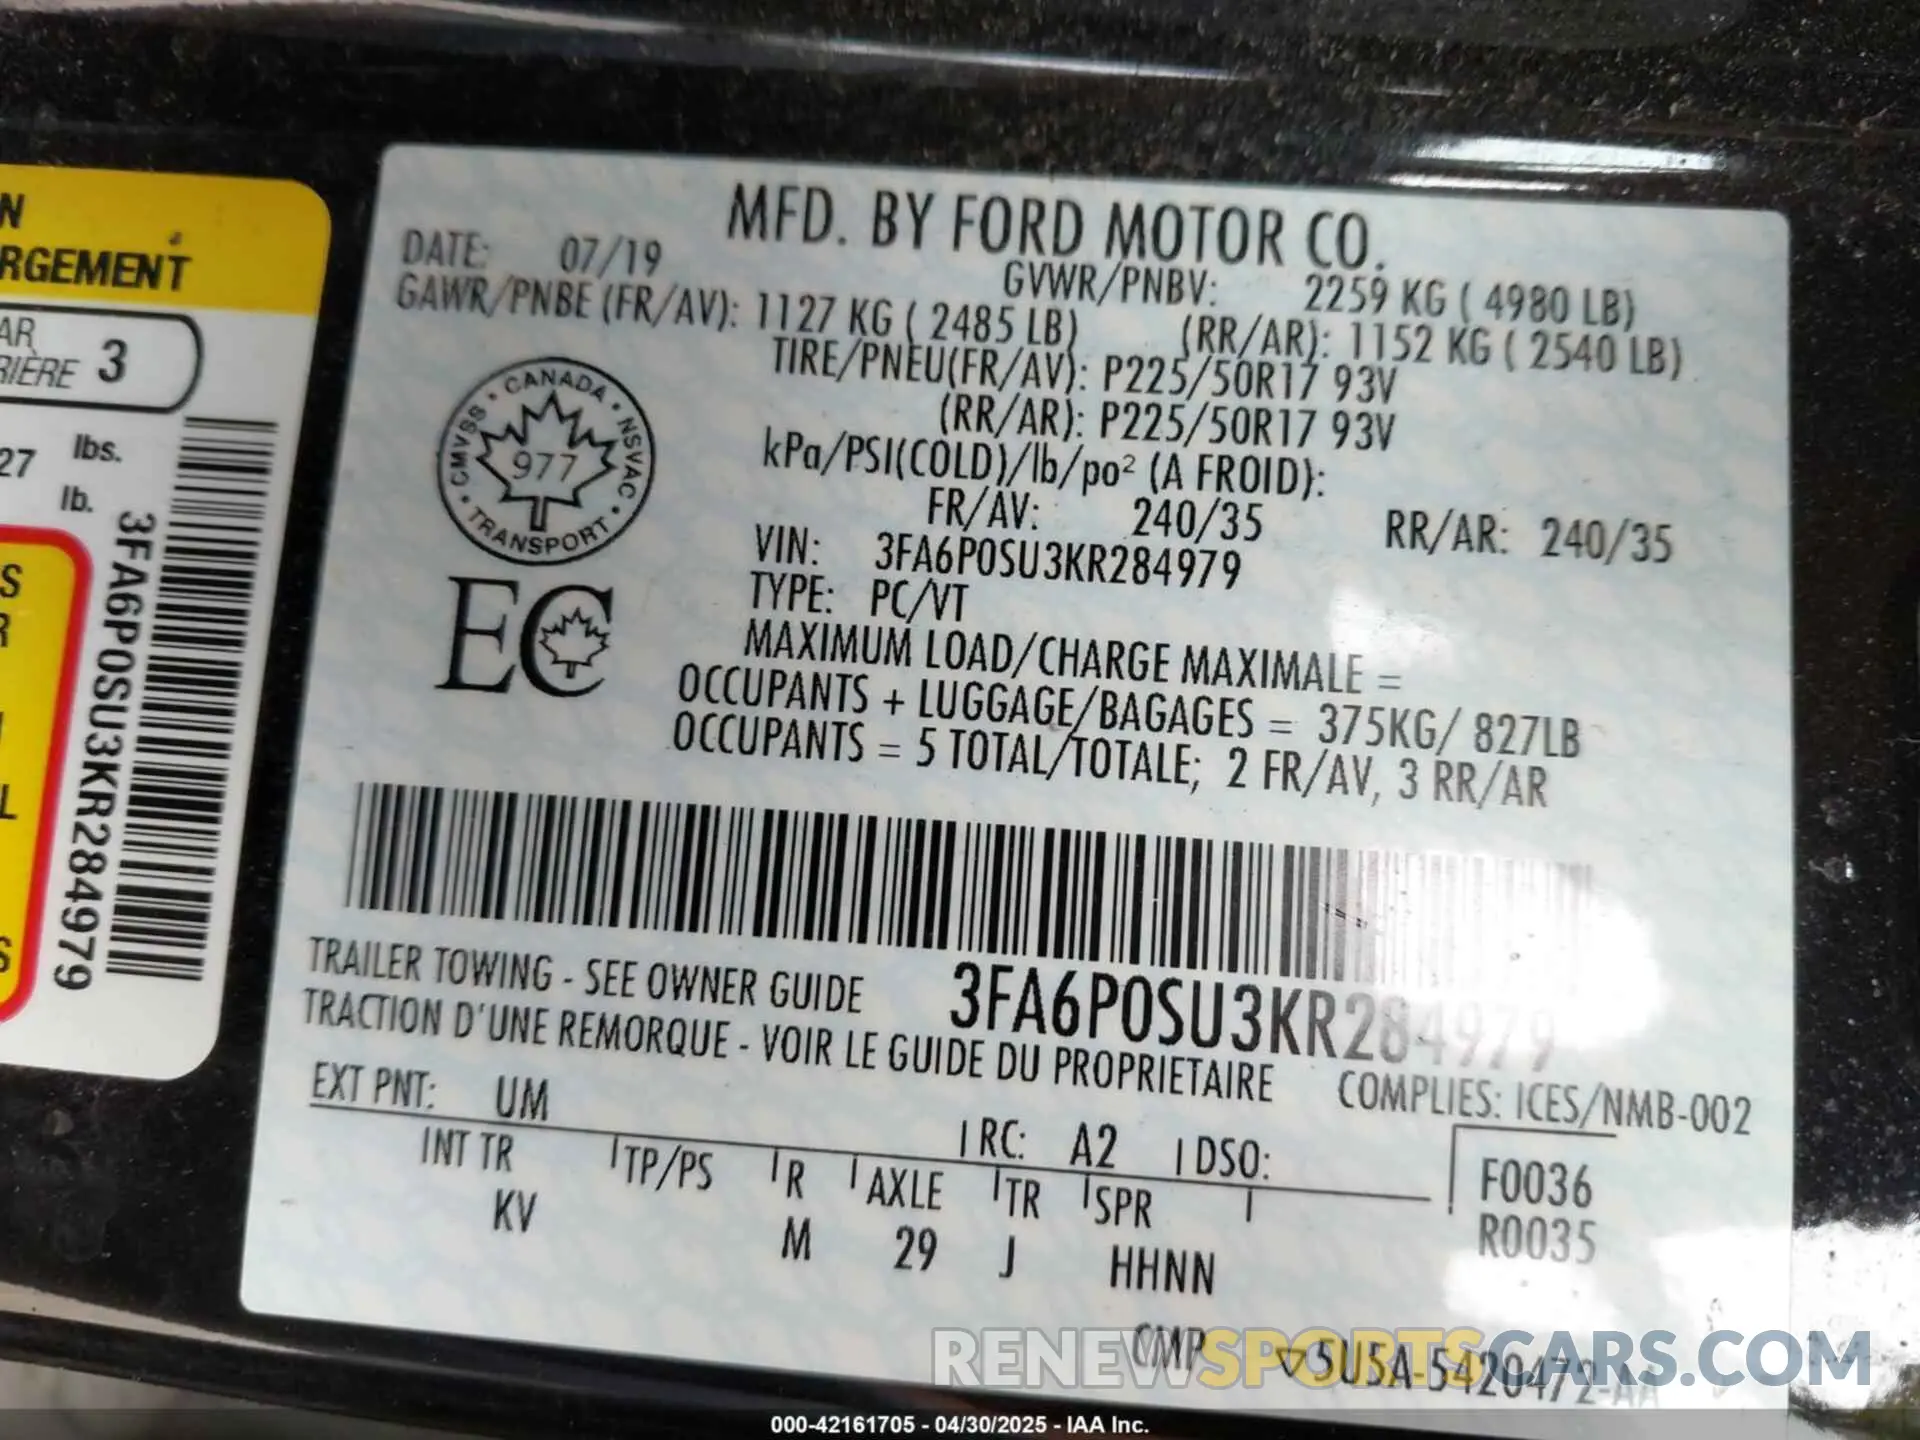 MFD. BY FORD MOTOR CO.
DATE: 07/19 GVWR/PNBV: 2259 KG ( 4980 LB)
GAWR/PNBE (FR/AV): 1127 KG ( 2485 LB) (RR/AR): 1152 KG ( 2540 LB)
TIRE/PNEU(FR/AV): P225/50R17 93V
(RR/AR): P225/50R17 93V
kPa/PSI(COLD)/lb/po² (A FROID):
FR/AV: 240/35 RR/AR: 240/35
VIN: 3FA6P0SU3KR284979
TYPE: PC/VT
MAXIMUM LOAD/CHARGE MAXIMALE =
OCCUPANTS + LUGGAGE/BAGAGES = 375KG/ 827LB
OCCUPANTS = 5 TOTAL/TOTALE; 2 FR/AV, 3 RR/AR
CANADA • NSVAC • TRANSPORT • CMVSS •
977
EC
TRAILER TOWING - SEE OWNER GUIDE
3FA6P0SU3KR284979
TRACTION D'UNE REMORQUE - VOIR LE GUIDE DU PROPRIETAIRE
COMPLIES: ICES/NMB-002
EXT PNT: UM RC: A2 DSO:
INT TR TP/PS R AXLE TR SPR
KV M 29 J HHNN
F0036
R0035
CMP ▽5U5A-5420472-AA
N
RGEMENT
AR
RIÈRE 3
27 lbs.
lb.
3FA6P0SU3KR284979
S
R
L
S
RENEWSPORTSCARS.COM
000-42161705 - 04/30/2025 - IAA Inc.